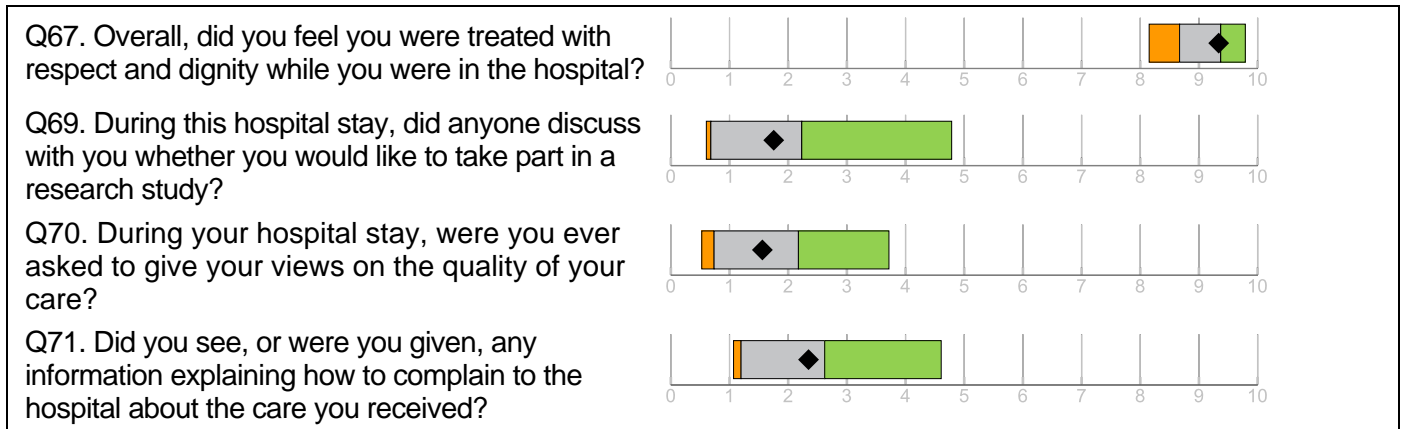 Q67. Overall, did you feel you were treated with
respect and dignity while you were in the hospital?
0 1 2 3 4 5 6 7 8 9 10
Q69. During this hospital stay, did anyone discuss
with you whether you would like to take part in a
research study?
0 1 2 3 4 5 6 7 8 9 10
Q70. During your hospital stay, were you ever
asked to give your views on the quality of your
care?
0 1 2 3 4 5 6 7 8 9 10
Q71. Did you see, or were you given, any
information explaining how to complain to the
hospital about the care you received?
0 1 2 3 4 5 6 7 8 9 10